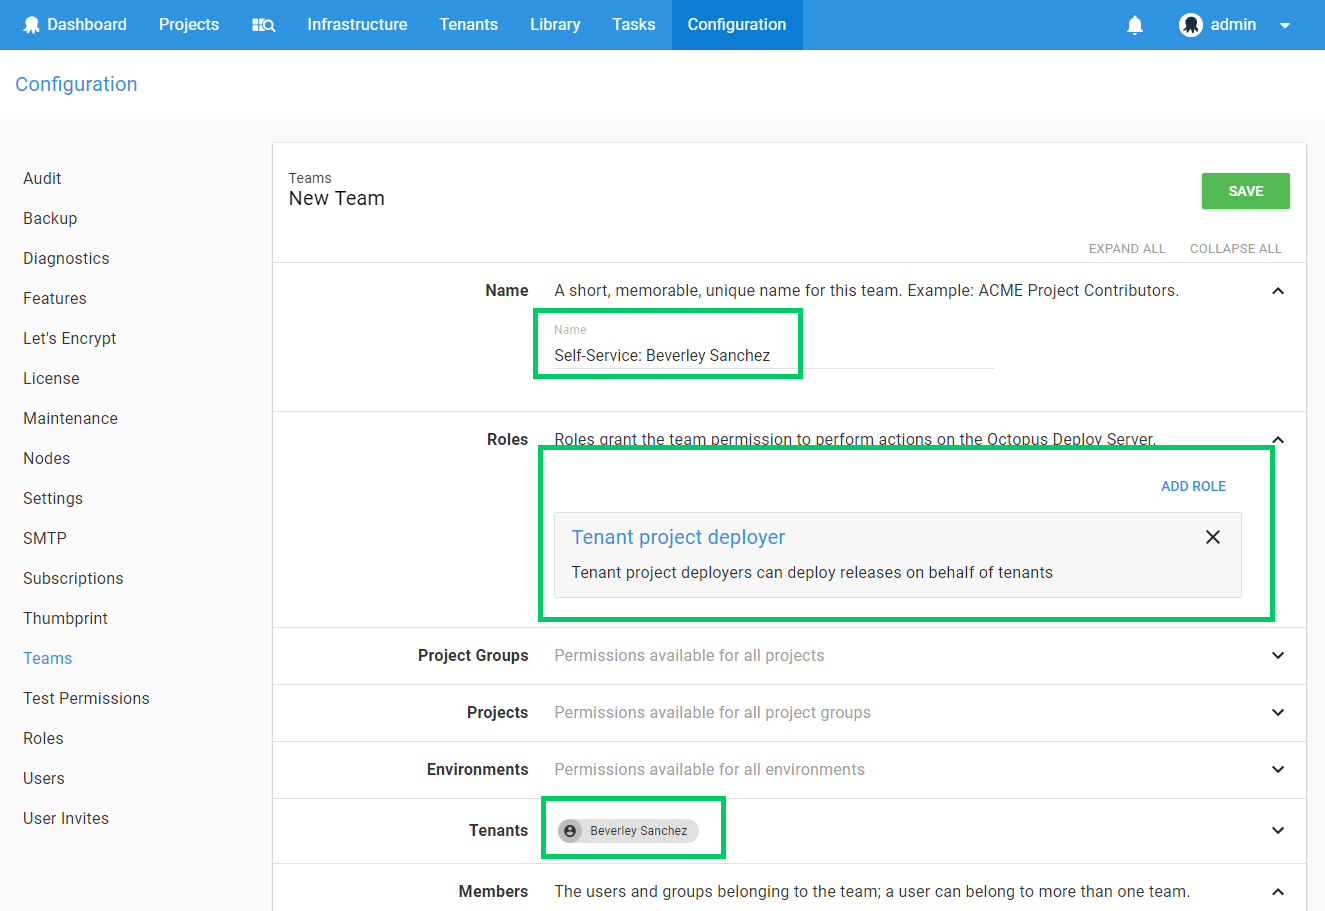 Dashboard Projects Infrastructure Tenants Library Tasks Configuration admin
Configuration
Audit
Backup
Diagnostics
Features
Let's Encrypt
License
Maintenance
Nodes
Settings
SMTP
Subscriptions
Thumbprint
Teams
Test Permissions
Roles
Users
User Invites
Teams
New Team
SAVE
EXPAND ALL COLLAPSE ALL
Name A short, memorable, unique name for this team. Example: ACME Project Contributors.
Name
Self-Service: Beverley Sanchez
Roles Roles grant the team permission to perform actions on the Octopus Deploy Server.
ADD ROLE
Tenant project deployer
Tenant project deployers can deploy releases on behalf of tenants
Project Groups Permissions available for all projects
Projects Permissions available for all project groups
Environments Permissions available for all environments
Tenants Beverley Sanchez
Members The users and groups belonging to the team; a user can belong to more than one team.